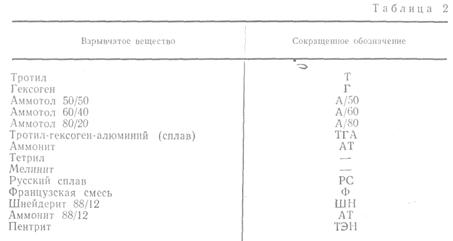 Таблица 2
Взрывчатое вещество Сокращенное обозначение
Тротил Т
Гексоген Г
Аммотол 50/50 А/50
Аммотол 60/40 А/60
Аммотол 80/20 А/80
Тротил-гексоген-алюминий (сплав) ТГА
Аммонит АТ
Тетрил —
Мелинит —
Русский сплав РС
Французская смесь Ф
Шнейдерит 88/12 ШН
Аммонит 88/12 АТ
Пентрит ТЭН